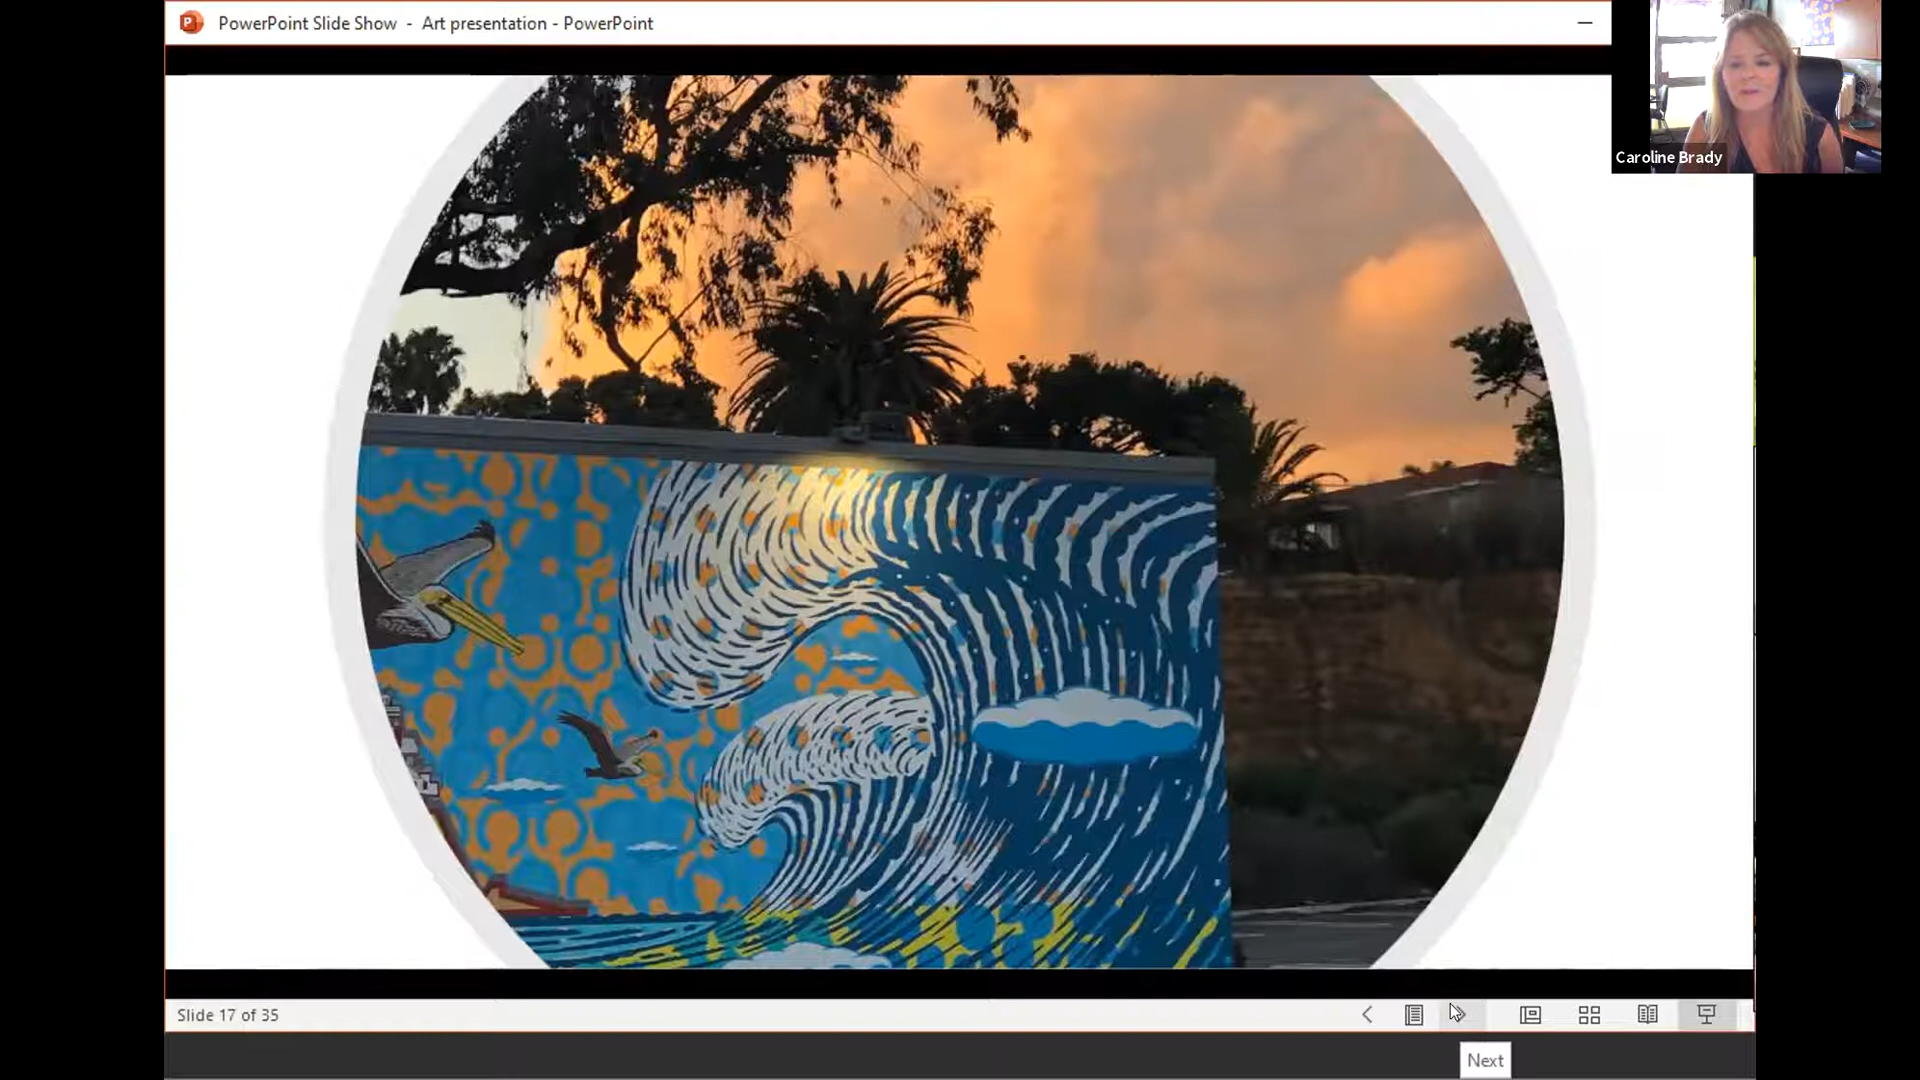 PowerPoint Slide Show - Art presentation - PowerPoint
Caroline Brady
Slide 17 of 35
Next